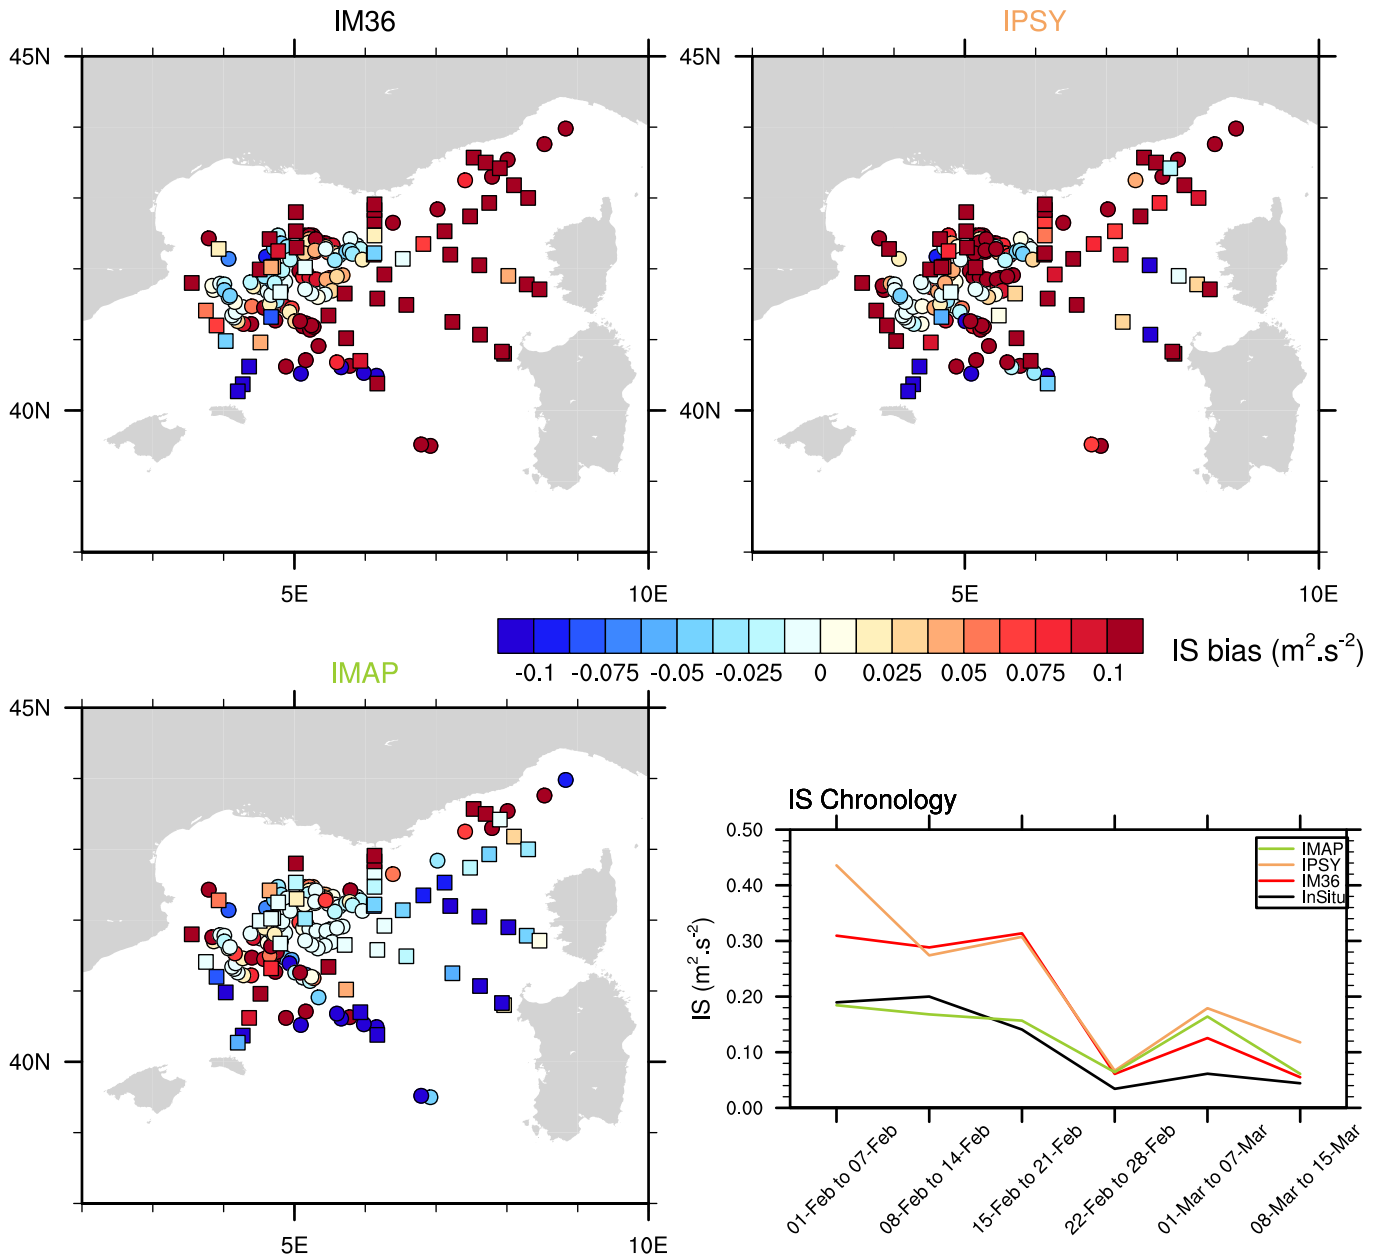 IM36
IPSY
45N
45N
40N
40N
5E
10E
5E
10E
-0.1 -0.075 -0.05 -0.025 0 0.025 0.05 0.075 0.1
IS bias (m².s⁻²)
IMAP
45N
40N
5E
10E
IS Chronology
IS (m².s⁻²)
0.50
0.40
0.30
0.20
0.10
0.00
IMAP
IPSY
IM36
InSitu
01-Feb to 07-Feb
08-Feb to 14-Feb
15-Feb to 21-Feb
22-Feb to 28-Feb
01-Mar to 07-Mar
08-Mar to 15-Mar